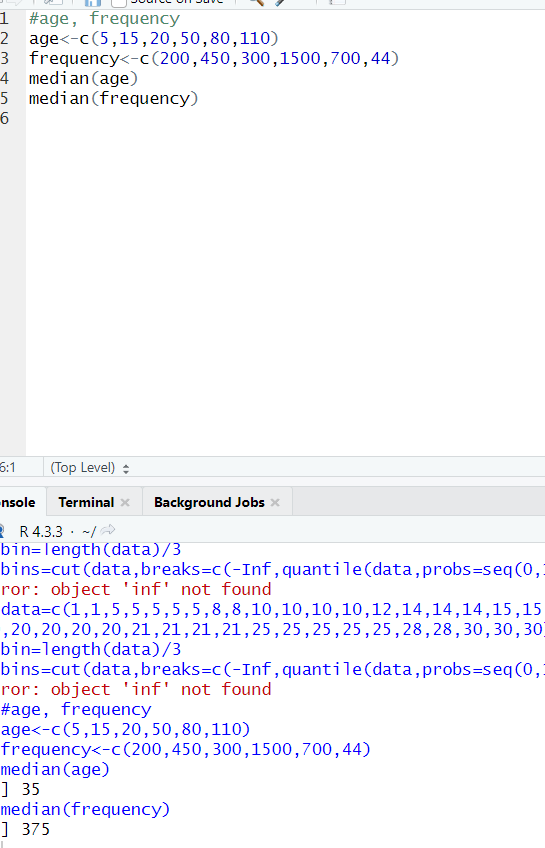 Source on Save
1 #age, frequency
2 age<-c(5,15,20,50,80,110)
3 frequency<-c(200,450,300,1500,700,44)
4 median(age)
5 median(frequency)
6
6:1 (Top Level)
nsole Terminal × Background Jobs ×
R 4.3.3 · ~/
bin=length(data)/3
bins=cut(data,breaks=c(-Inf,quantile(data,probs=seq(0,1
ror: object 'inf' not found
data=c(1,1,5,5,5,5,5,8,8,10,10,10,10,12,14,14,14,15,15
,20,20,20,20,21,21,21,21,25,25,25,25,25,28,28,30,30,30)
bin=length(data)/3
bins=cut(data,breaks=c(-Inf,quantile(data,probs=seq(0,1
ror: object 'inf' not found
#age, frequency
age<-c(5,15,20,50,80,110)
frequency<-c(200,450,300,1500,700,44)
median(age)
] 35
median(frequency)
] 375